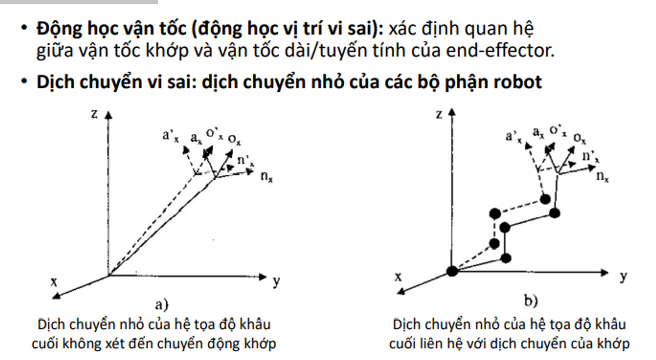 • Động học vận tốc (động học vị trí vi sai): xác định quan hệ
giữa vận tốc khớp và vận tốc dài/tuyến tính của end-effector.
• Dịch chuyển vi sai: dịch chuyển nhỏ của các bộ phận robot
z
a'ₓ aₓ o'ₓ oₓ
n'ₓ
nₓ
x
y
a)
Dịch chuyển nhỏ của hệ tọa độ khâu
cuối không xét đến chuyển động khớp
z
a'ₓ aₓ o'ₓ oₓ
n'ₓ
nₓ
x
y
b)
Dịch chuyển nhỏ của hệ tọa độ khâu
cuối liên hệ với dịch chuyển của khớp